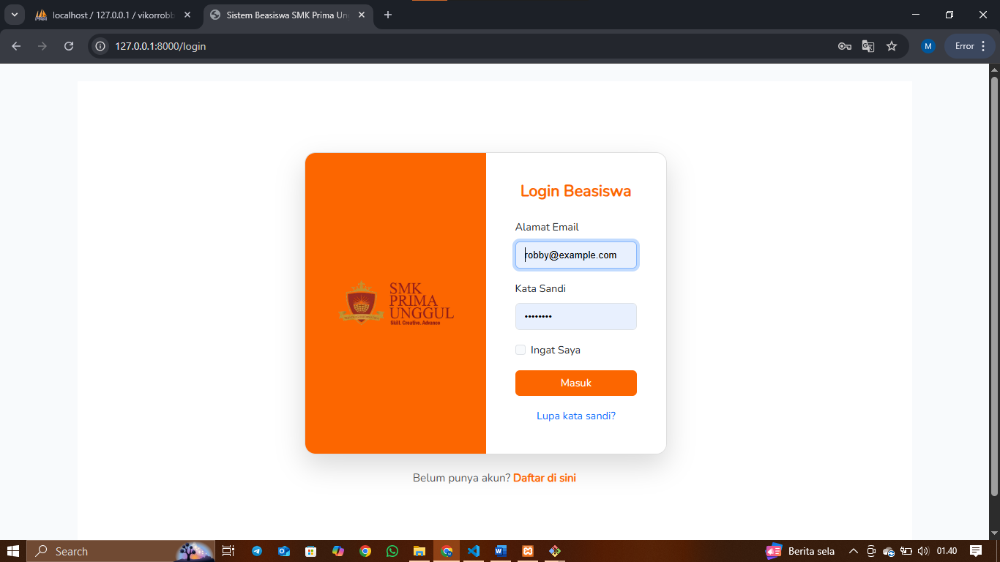 localhost / 127.0.0.1 / vikorrobb
Sistem Beasiswa SMK Prima Un
127.0.0.1:8000/login
M
Error
Login Beasiswa
Alamat Email
robby@example.com
Kata Sandi
••••••••
Ingat Saya
Masuk
Lupa kata sandi?
SMK
PRIMA
UNGGUL
Skill, Creative, Advance
Belum punya akun? Daftar di sini
Search
Berita sela
01.40